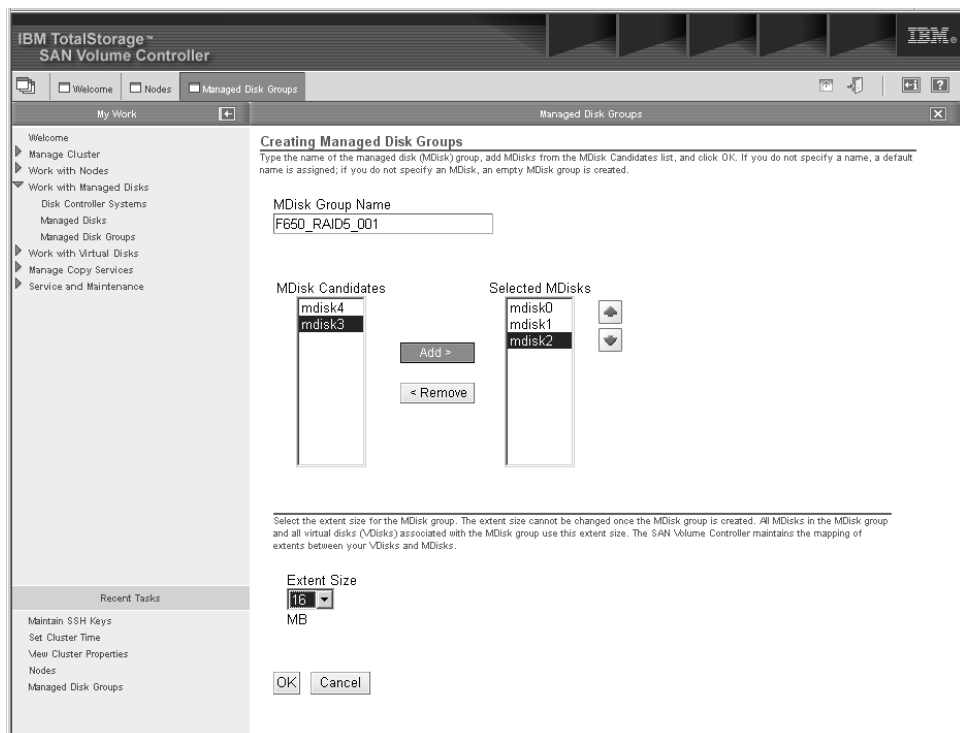 IBM TotalStorage™
SAN Volume Controller
IBM®
Welcome
Nodes
Managed Disk Groups
My Work
Managed Disk Groups
Welcome
Manage Cluster
Work with Nodes
Work with Managed Disks
Disk Controller Systems
Managed Disks
Managed Disk Groups
Work with Virtual Disks
Manage Copy Services
Service and Maintenance
Recent Tasks
Maintain SSH Keys
Set Cluster Time
View Cluster Properties
Nodes
Managed Disk Groups
Creating Managed Disk Groups
Type the name of the managed disk (MDisk) group, add MDisks from the MDisk Candidates list, and click OK. If you do not specify a name, a default
name is assigned; if you do not specify an MDisk, an empty MDisk group is created.
MDisk Group Name
F650_RAID5_001
MDisk Candidates
mdisk4
mdisk3
Add >
< Remove
Selected MDisks
mdisk0
mdisk1
mdisk2
Select the extent size for the MDisk group. The extent size cannot be changed once the MDisk group is created. All MDisks in the MDisk group
and all virtual disks (VDisks) associated with the MDisk group use this extent size. The SAN Volume Controller maintains the mapping of
extents between your VDisks and MDisks.
Extent Size
16
MB
OK
Cancel